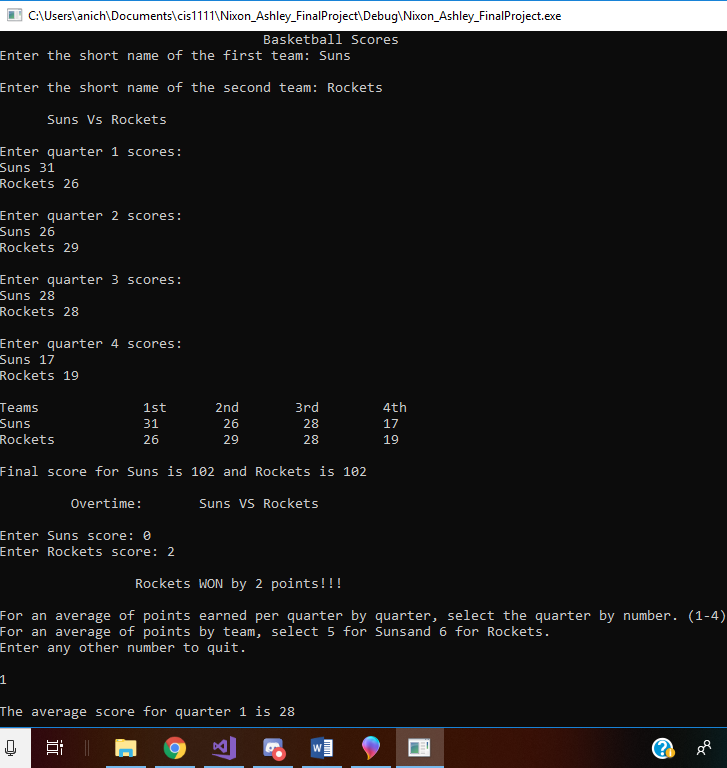 C:\Users\anich\Documents\cis1111\Nixon_Ashley_FinalProject\Debug\Nixon_Ashley_FinalProject.exe
Basketball Scores
Enter the short name of the first team: Suns
Enter the short name of the second team: Rockets
Suns Vs Rockets
Enter quarter 1 scores:
Suns 31
Rockets 26
Enter quarter 2 scores:
Suns 26
Rockets 29
Enter quarter 3 scores:
Suns 28
Rockets 28
Enter quarter 4 scores:
Suns 17
Rockets 19
Teams 1st 2nd 3rd 4th
Suns 31 26 28 17
Rockets 26 29 28 19
Final score for Suns is 102 and Rockets is 102
Overtime: Suns VS Rockets
Enter Suns score: 0
Enter Rockets score: 2
Rockets WON by 2 points!!!
For an average of points earned per quarter by quarter, select the quarter by number. (1-4)
For an average of points by team, select 5 for Sunsand 6 for Rockets.
Enter any other number to quit.
1
The average score for quarter 1 is 28